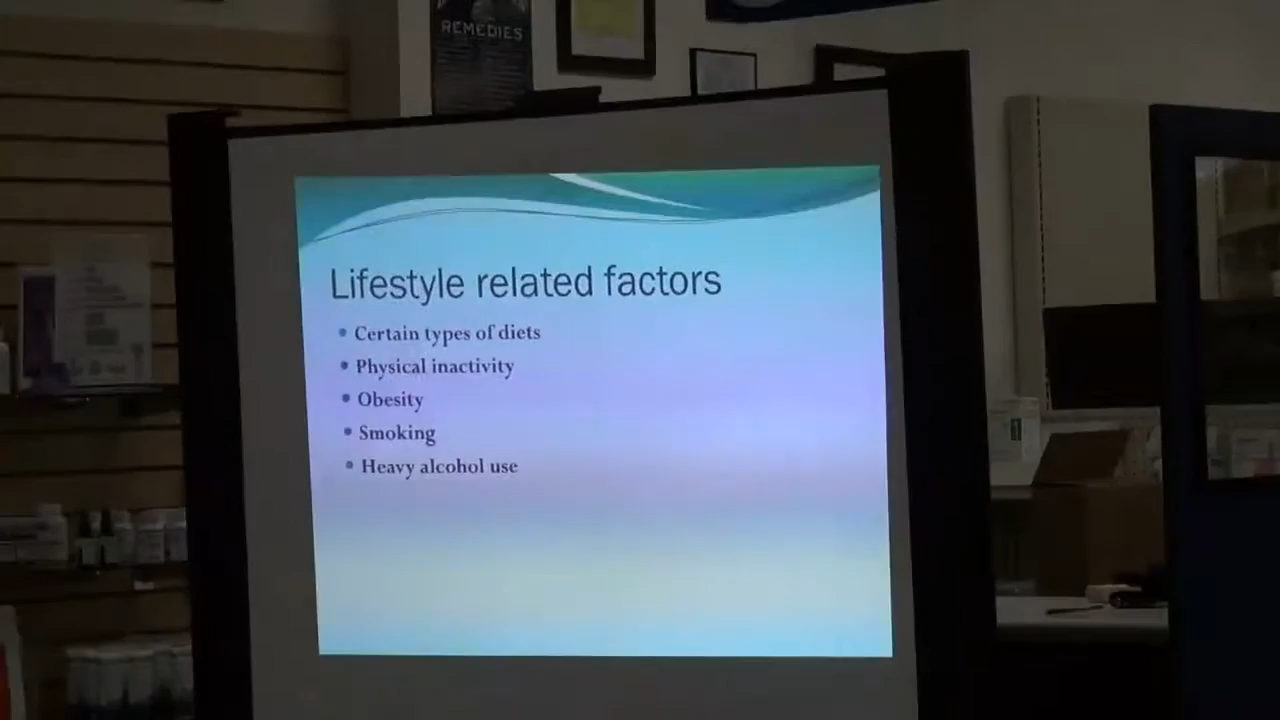 REMEDIES
Lifestyle related factors
Certain types of diets
Physical inactivity
Obesity
Smoking
Heavy alcohol use